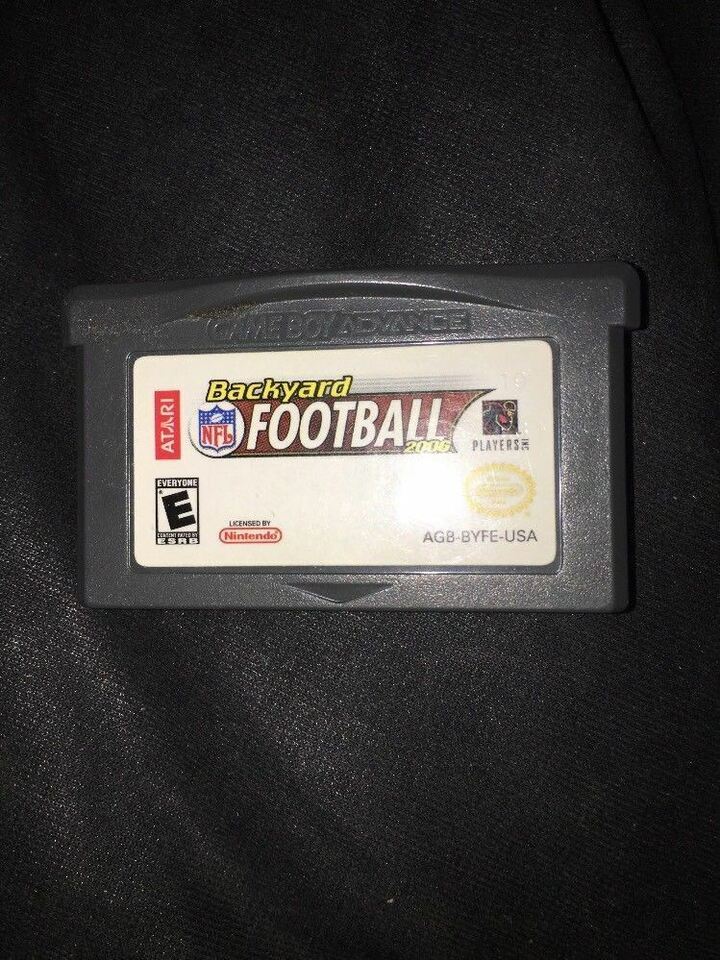 GAME BOY ADVANCE
Backyard
ATARI
NFL
FOOTBALL
2006
PLAYERS INC
EVERYONE
E
CONTENT RATED BY
ESRB
LICENSED BY
Nintendo
AGB-BYFE-USA